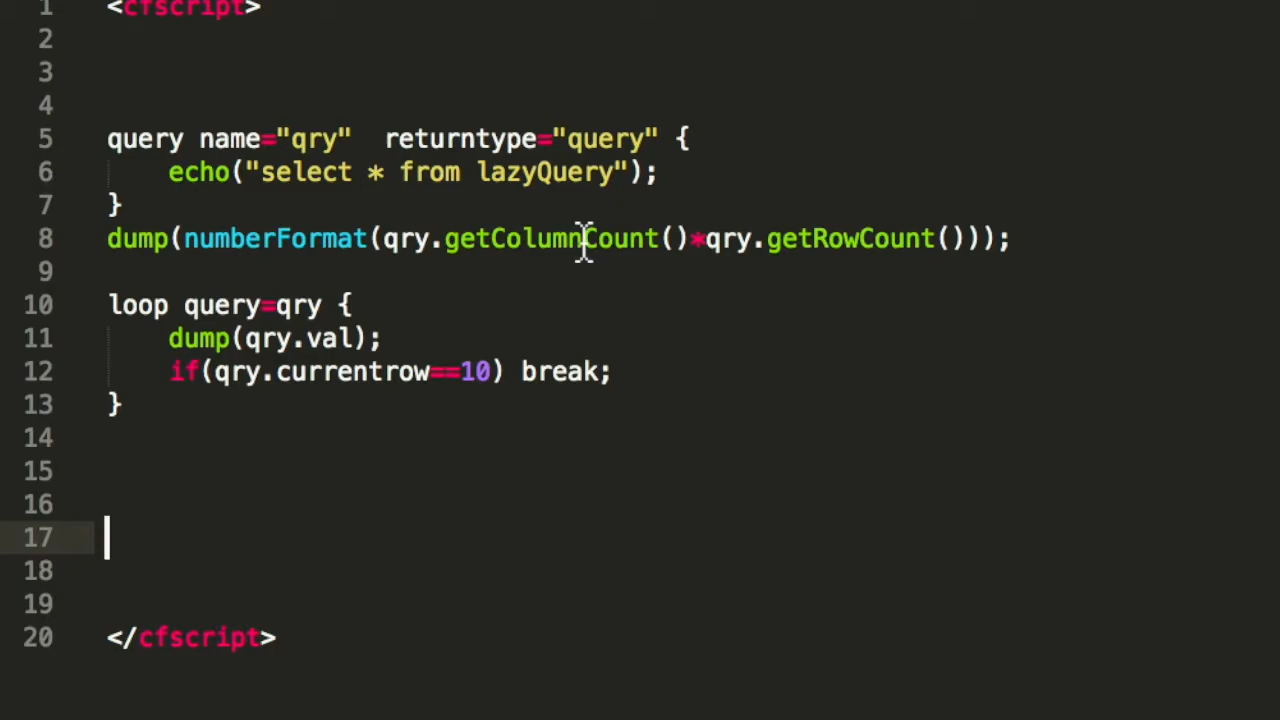 1 <cfscript>
2
3
4
5 query name="qry"  returntype="query" {
6     echo("select * from lazyQuery");
7 }
8 dump(numberFormat(qry.getColumnCount()*qry.getRowCount()));
9
10 loop query=qry {
11     dump(qry.val);
12     if(qry.currentrow==10) break;
13 }
14
15
16
17
18
19
20 </cfscript>